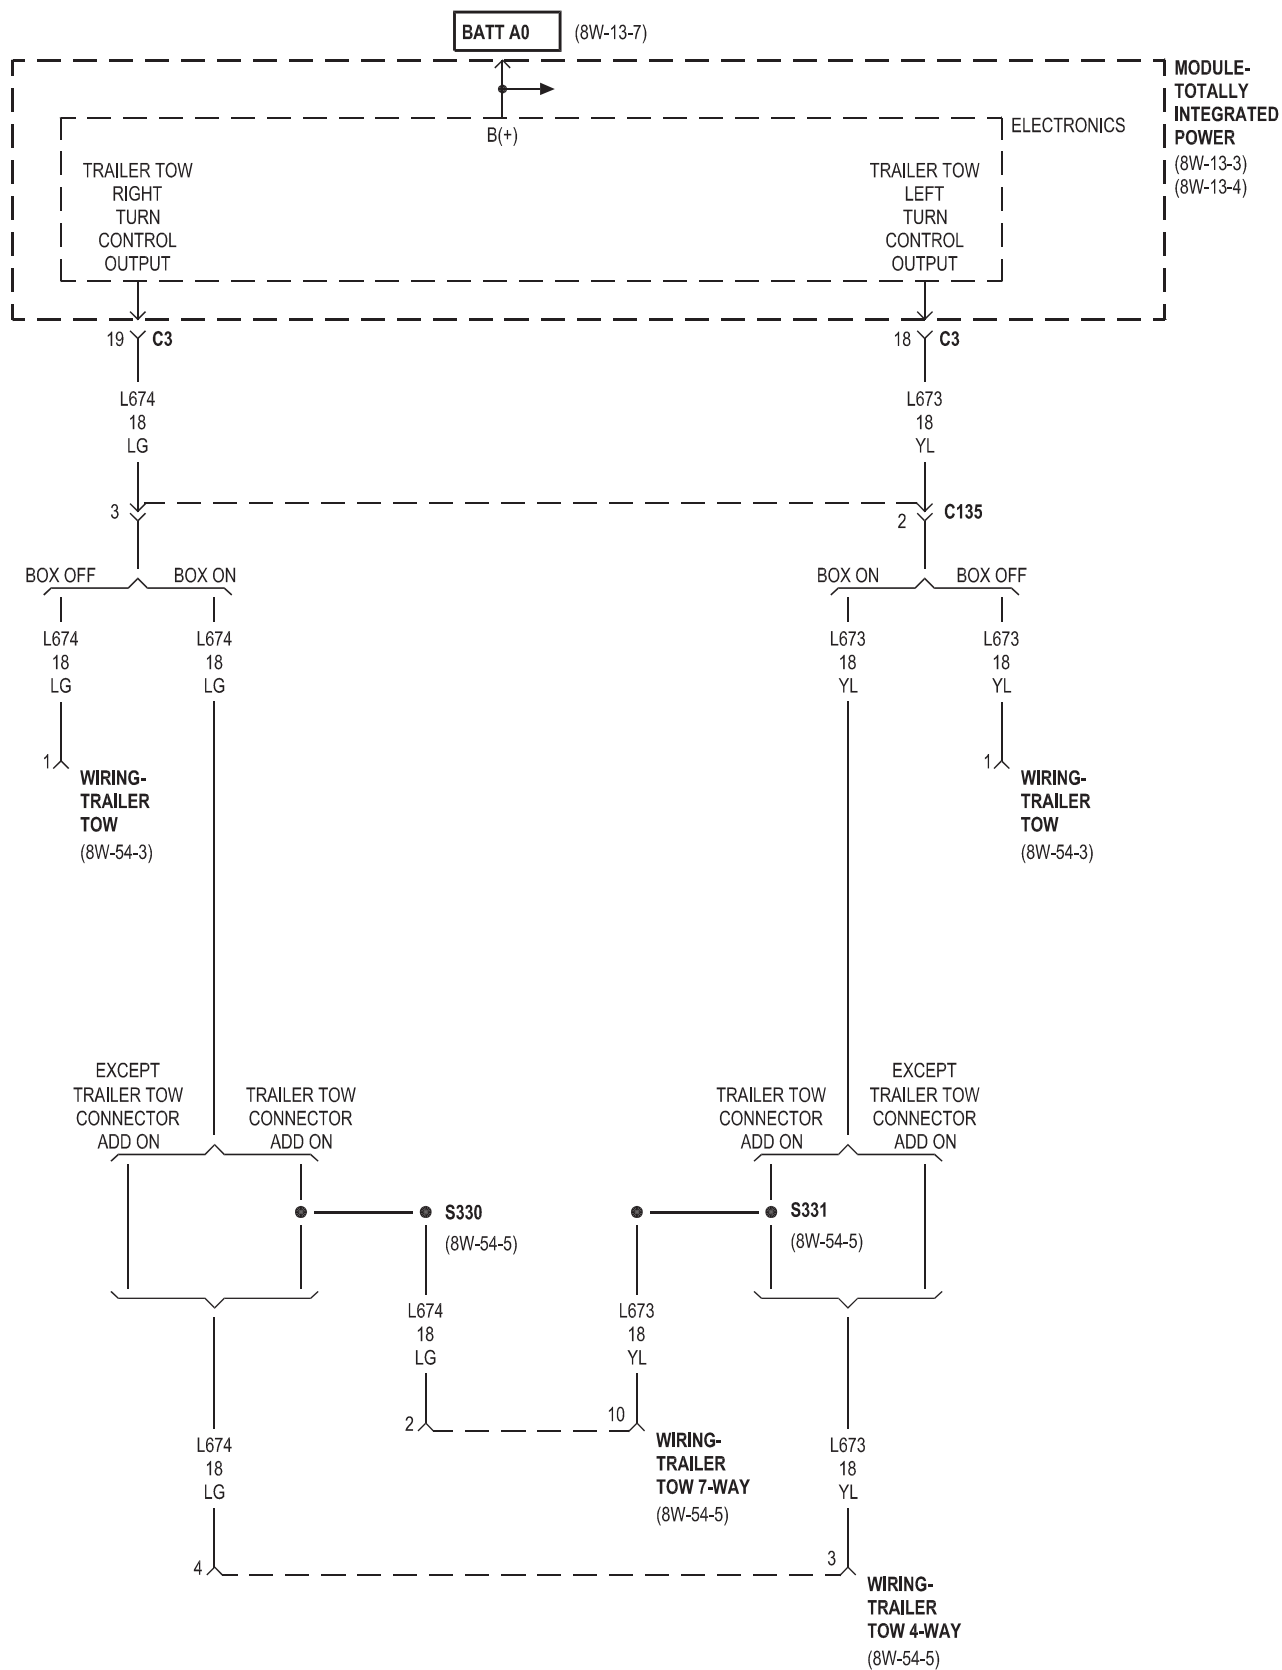 BATT A0 (8W-13-7)
MODULE-
TOTALLY
INTEGRATED
POWER
(8W-13-3)
(8W-13-4)
B(+)
ELECTRONICS
TRAILER TOW
RIGHT
TURN
CONTROL
OUTPUT
TRAILER TOW
LEFT
TURN
CONTROL
OUTPUT
19 C3
18 C3
L674
18
LG
L673
18
YL
3
2 C135
BOX OFF BOX ON
BOX ON BOX OFF
L674
18
LG
L674
18
LG
L673
18
YL
L673
18
YL
1
WIRING-
TRAILER
TOW
(8W-54-3)
1
WIRING-
TRAILER
TOW
(8W-54-3)
EXCEPT
TRAILER TOW
CONNECTOR
ADD ON
TRAILER TOW
CONNECTOR
ADD ON
TRAILER TOW
CONNECTOR
ADD ON
EXCEPT
TRAILER TOW
CONNECTOR
ADD ON
S330
(8W-54-5)
S331
(8W-54-5)
L674
18
LG
L673
18
YL
2
10
WIRING-
TRAILER
TOW 7-WAY
(8W-54-5)
L674
18
LG
L673
18
YL
4
3
WIRING-
TRAILER
TOW 4-WAY
(8W-54-5)